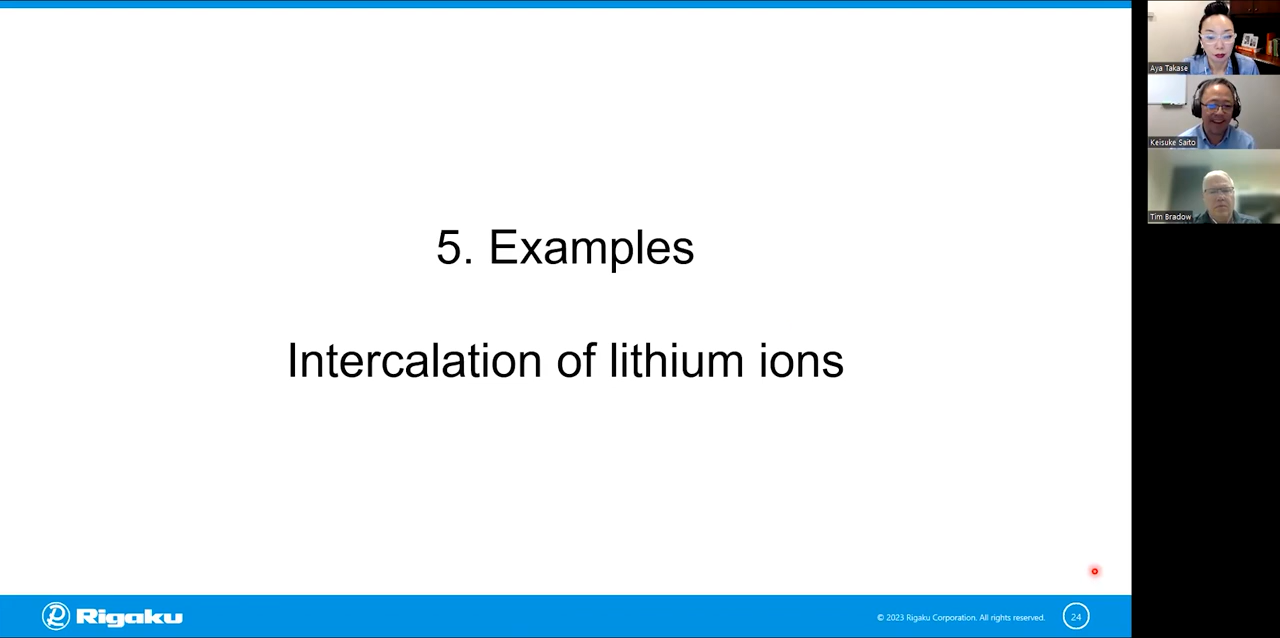 5. Examples
Intercalation of lithium ions
Rigaku
© 2023 Rigaku Corporation. All rights reserved.
24
Aya Takase
Keisuke Saito
Tim Bradow